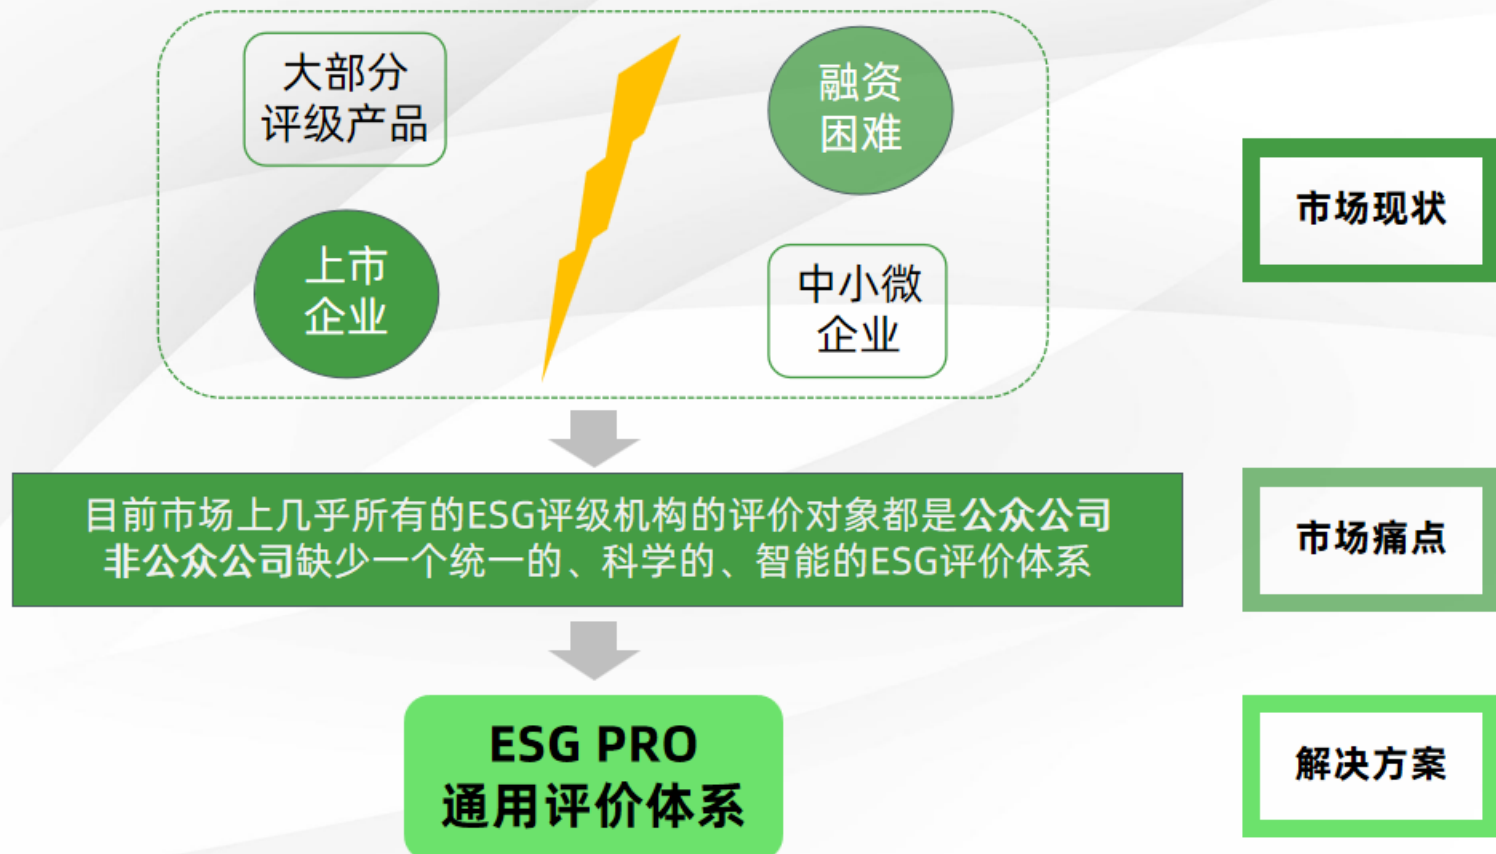 大部分
评级产品
融资
困难
上市
企业
中小微
企业
市场现状
目前市场上几乎所有的ESG评级机构的评价对象都是公众公司
非公众公司缺少一个统一的、科学的、智能的ESG评价体系
市场痛点
ESG PRO
通用评价体系
解决方案